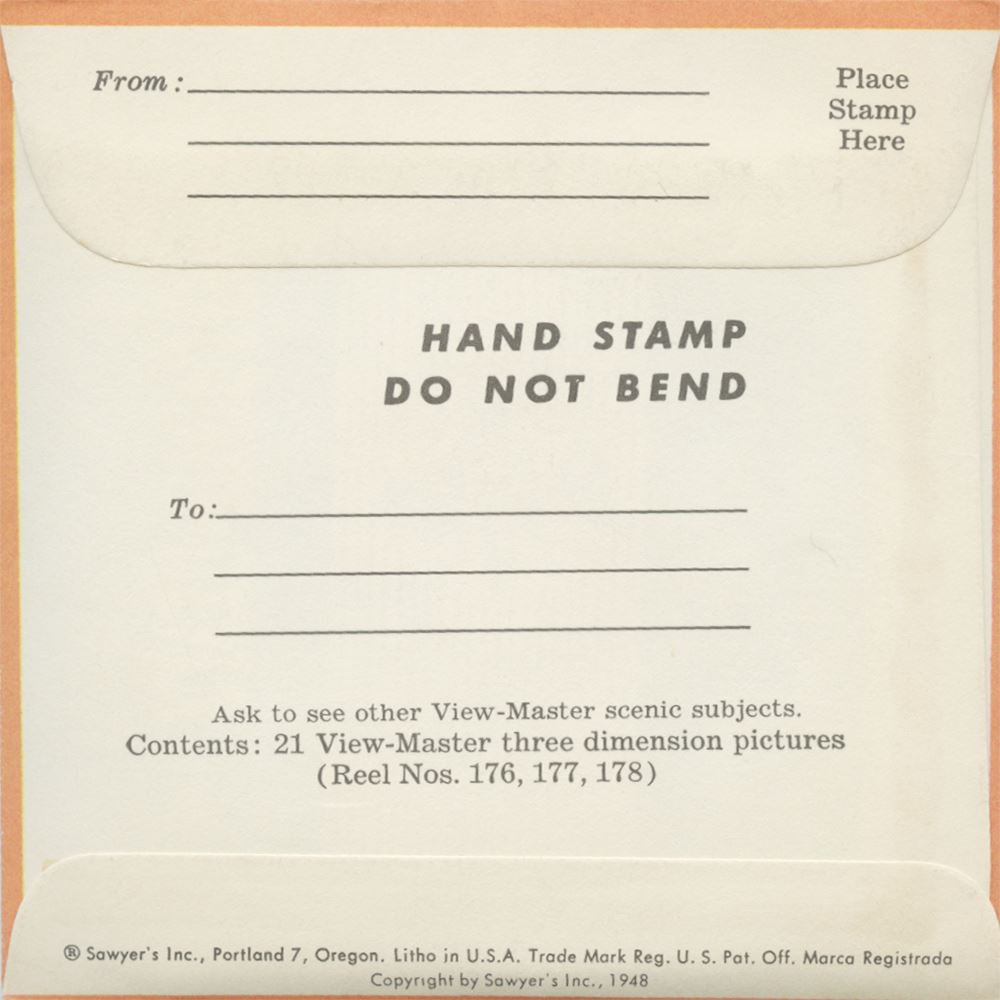 From:
Place
Stamp
Here
HAND STAMP
DO NOT BEND
To:
Ask to see other View-Master scenic subjects.
Contents: 21 View-Master three dimension pictures
(Reel Nos. 176, 177, 178)
® Sawyer's Inc., Portland 7, Oregon. Litho in U.S.A. Trade Mark Reg. U. S. Pat. Off. Marca Registrada
Copyright by Sawyer's Inc., 1948